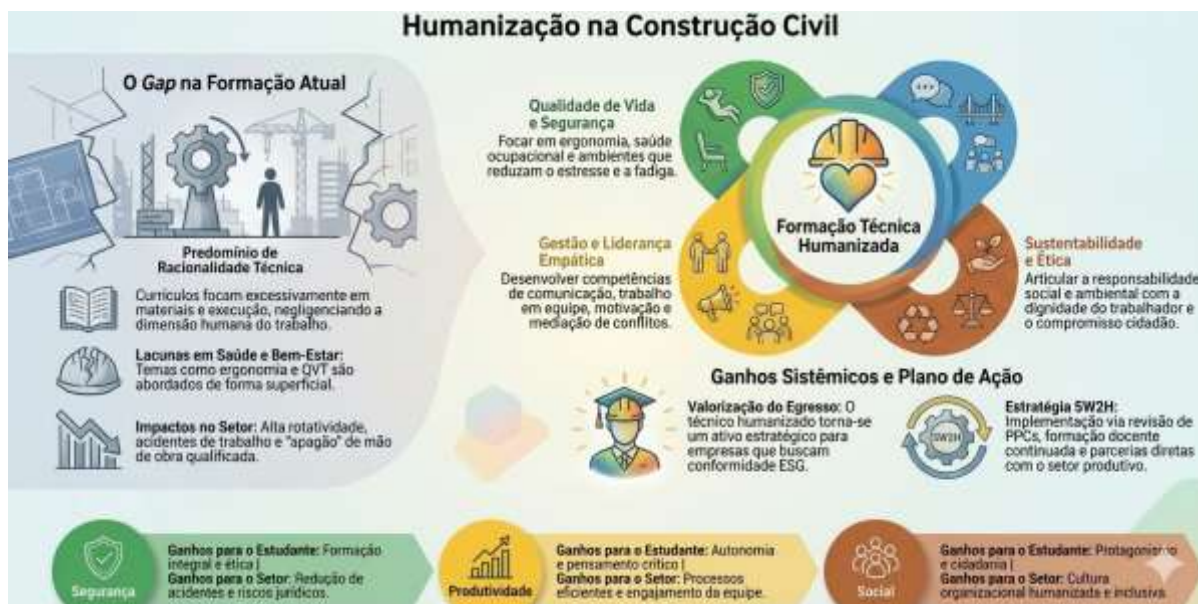 Humanização na Construção Civil
O Gap na Formação Atual
Predomínio de
Racionalidade Técnica
Currículos focam excessivamente em
materiais e execução, negligenciando a
dimensão humana do trabalho.
Lacunas em Saúde e Bem-Estar:
Temas como ergonomia e QVT são
abordados de forma superficial.
Impactos no Setor: Alta rotatividade,
acidentes de trabalho e "apagão" de mão
de obra qualificada.
Qualidade de Vida
e Segurança
Focar em ergonomia, saúde
ocupacional e ambientes que
reduzam o estresse e a fadiga.
Gestão e Liderança
Empática
Desenvolver competências
de comunicação, trabalho
em equipe, motivação e
mediação de conflitos.
Formação Técnica
Humanizada
Sustentabilidade
e Ética
Articular a responsabilidade
social e ambiental com a
dignidade do trabalhador e
o compromisso cidadão.
Ganhos Sistêmicos e Plano de Ação
Valorização do Egresso: O
técnico humanizado torna-se
um ativo estratégico para
empresas que buscam
conformidade ESG.
5W2H
Estratégia 5W2H:
Implementação via revisão de
PPCs, formação docente
continuada e parcerias diretas
com o setor produtivo.
Segurança
Ganhos para o Estudante: Formação
integral e ética |
Ganhos para o Setor: Redução de
acidentes e riscos jurídicos.
Produtividade
Ganhos para o Estudante: Autonomia
e pensamento crítico |
Ganhos para o Setor: Processos
eficientes e engajamento da equipe.
Social
Ganhos para o Estudante: Protagonismo
e cidadania |
Ganhos para o Setor: Cultura
organizacional humanizada e inclusiva.